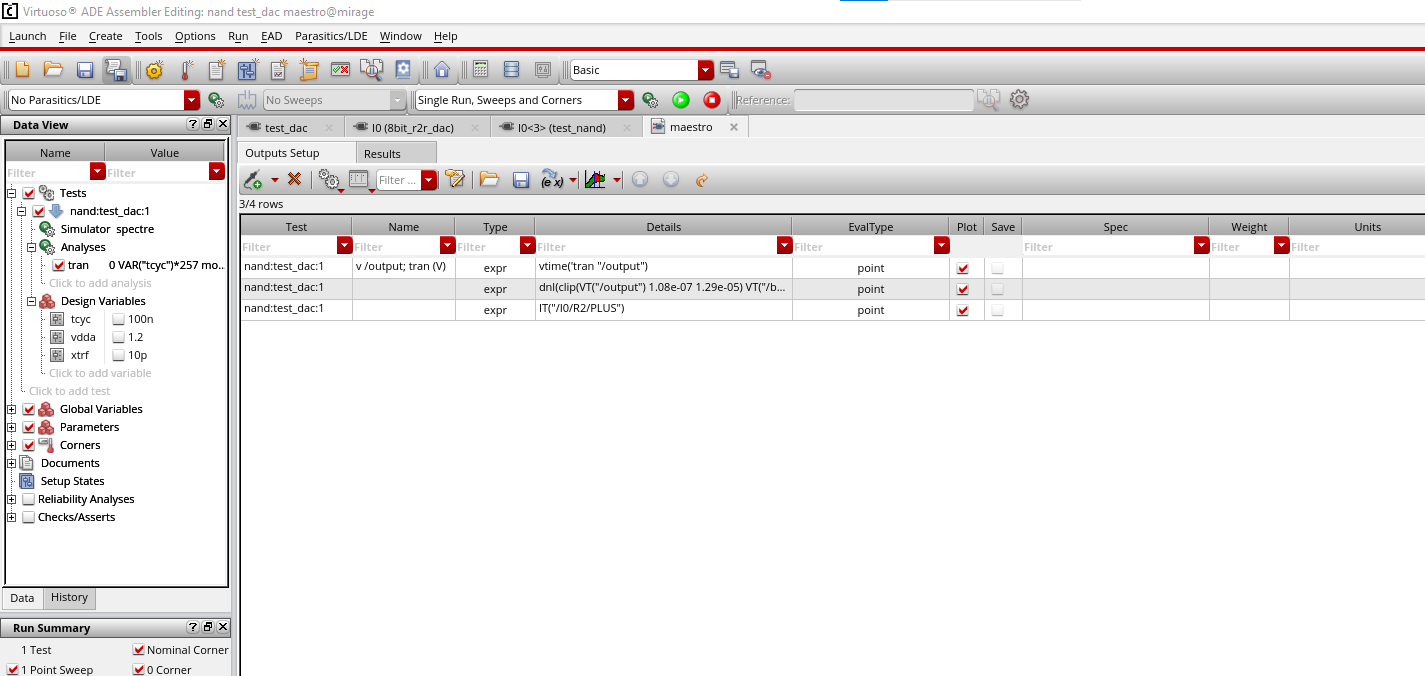 Virtuoso® ADE Assembler Editing: nand test_dac maestro@mirage
Launch File Create Tools Options Run EAD Parasitics/LDE Window Help
Basic
No Parasitics/LDE No Sweeps Single Run, Sweeps and Corners Reference:
Data View
test_dac I0 (8bit_r2r_dac) I0<3> (test_nand) maestro
Name Value
Outputs Setup Results
Filter Filter
Filter ...
Tests
3/4 rows
nand:test_dac:1
Simulator spectre
Analyses
tran 0 VAR("tcyc")*257 mo...
Click to add analysis
Design Variables
tcyc 100n
vdda 1.2
xtrf 10p
Click to add variable
Click to add test
Global Variables
Parameters
Corners
Documents
Setup States
Reliability Analyses
Checks/Asserts
Test Name Type Details EvalType Plot Save Spec Weight Units
Filter Filter Filter Filter Filter Filter Filter Filter
nand:test_dac:1 v /output; tran (V) expr vtime('tran "/output") point
nand:test_dac:1 expr dnl(clip(VT("/output") 1.08e-07 1.29e-05) VT("/b... point
nand:test_dac:1 expr IT("/I0/R2/PLUS") point
Data History
Run Summary
1 Test Nominal Corner
1 Point Sweep 0 Corner